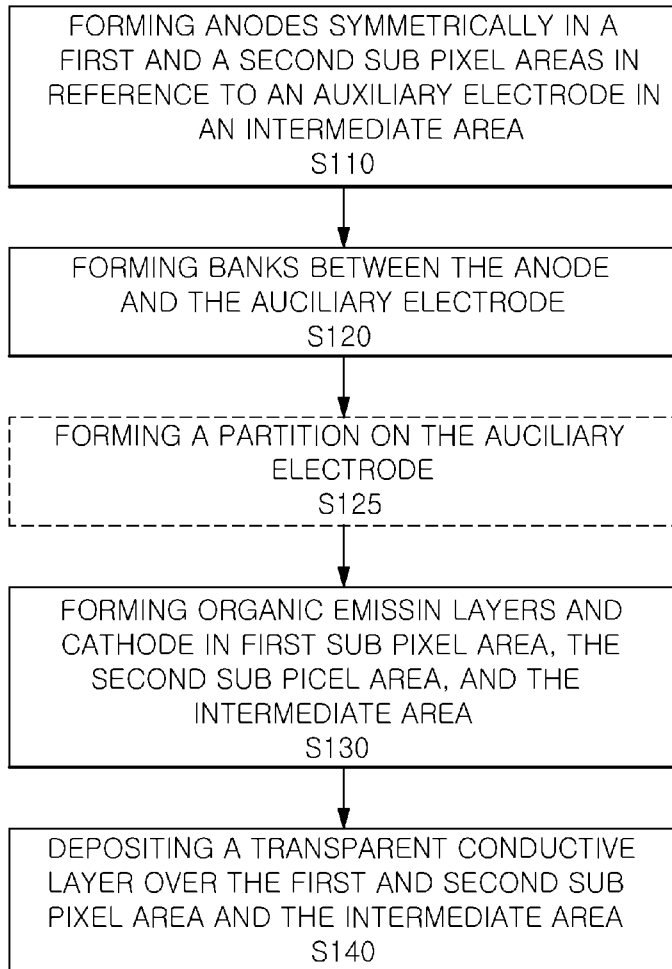 FORMING ANODES SYMMETRICALLY IN A
FIRST AND A SECOND SUB PIXEL AREAS IN
REFERENCE TO AN AUXILIARY ELECTRODE IN
AN INTERMEDIATE AREA
S110
FORMING BANKS BETWEEN THE ANODE
AND THE AUCILIARY ELECTRODE
S120
FORMING A PARTITION ON THE AUCILIARY
ELECTRODE
S125
FORMING ORGANIC EMISSIN LAYERS AND
CATHODE IN FIRST SUB PIXEL AREA, THE
SECOND SUB PICEL AREA, AND THE
INTERMEDIATE AREA
S130
DEPOSITING A TRANSPARENT CONDUCTIVE
LAYER OVER THE FIRST AND SECOND SUB
PIXEL AREA AND THE INTERMEDIATE AREA
S140